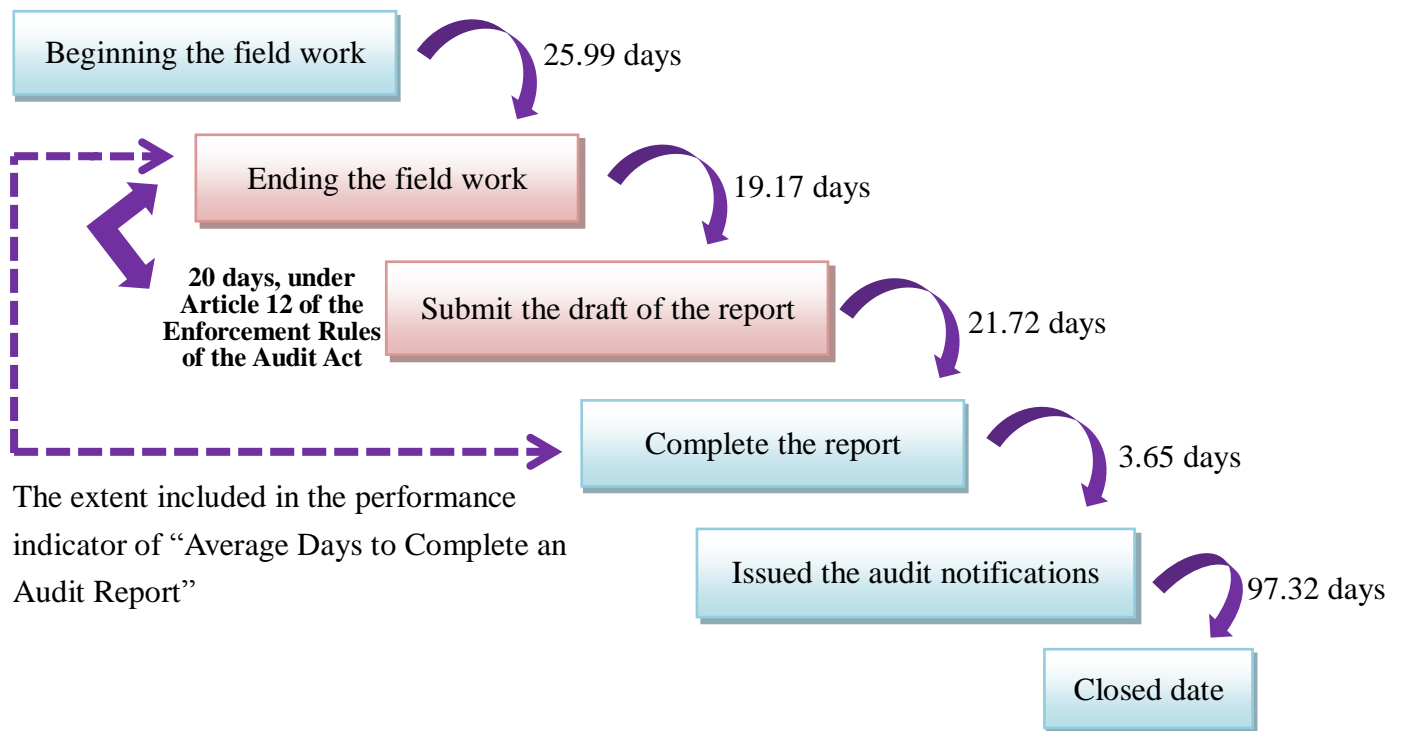 Beginning the field work
25.99 days
Ending the field work
19.17 days
20 days, under
Article 12 of the
Enforcement Rules
of the Audit Act
Submit the draft of the report
21.72 days
Complete the report
3.65 days
The extent included in the performance
indicator of “Average Days to Complete an
Audit Report”
Issued the audit notifications
97.32 days
Closed date